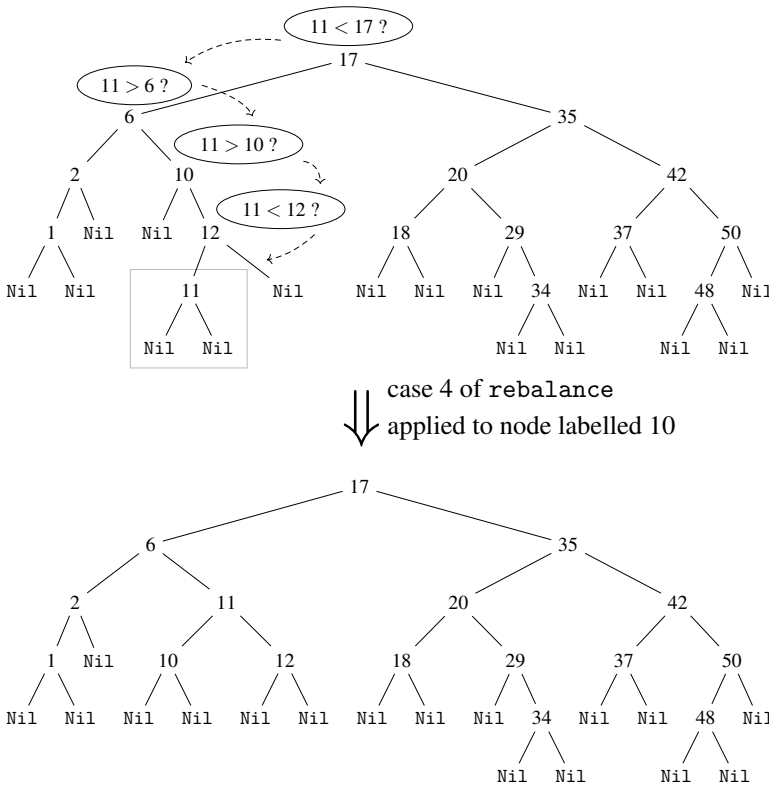 11 < 17 ?
17
11 > 6 ?
6 35
11 > 10 ?
2 10 20 42
11 < 12 ?
1 Nil Nil 12 18 29 37 50
Nil Nil 11 Nil Nil Nil Nil 34 Nil Nil 48 Nil
Nil Nil Nil Nil Nil Nil
case 4 of rebalance
applied to node labelled 10
17
6 35
2 11 20 42
1 Nil 10 12 18 29 37 50
Nil Nil Nil Nil Nil Nil Nil Nil Nil 34 Nil Nil 48 Nil
Nil Nil Nil Nil